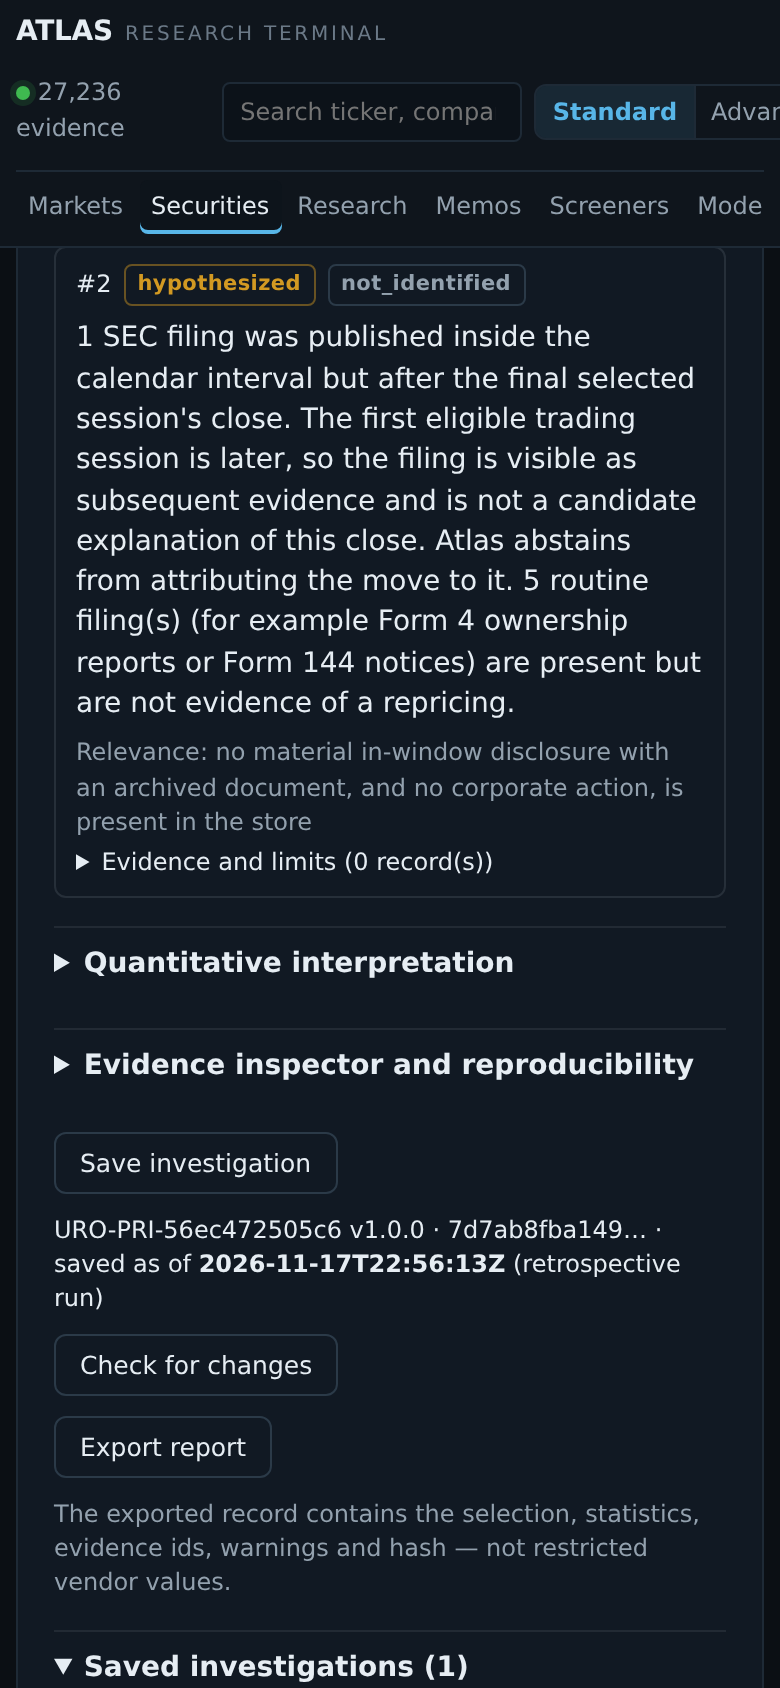 ATLAS RESEARCH TERMINAL
27,236
evidence
Search ticker, compa
Standard
Advar
Markets Securities Research Memos Screeners Mode
#2 hypothesized not_identified
1 SEC filing was published inside the
calendar interval but after the final selected
session's close. The first eligible trading
session is later, so the filing is visible as
subsequent evidence and is not a candidate
explanation of this close. Atlas abstains
from attributing the move to it. 5 routine
filing(s) (for example Form 4 ownership
reports or Form 144 notices) are present but
are not evidence of a repricing.
Relevance: no material in-window disclosure with
an archived document, and no corporate action, is
present in the store
Evidence and limits (0 record(s))
Quantitative interpretation
Evidence inspector and reproducibility
Save investigation
URO-PRI-56ec472505c6 v1.0.0 · 7d7ab8fba149… ·
saved as of 2026-11-17T22:56:13Z (retrospective
run)
Check for changes
Export report
The exported record contains the selection, statistics,
evidence ids, warnings and hash — not restricted
vendor values.
Saved investigations (1)